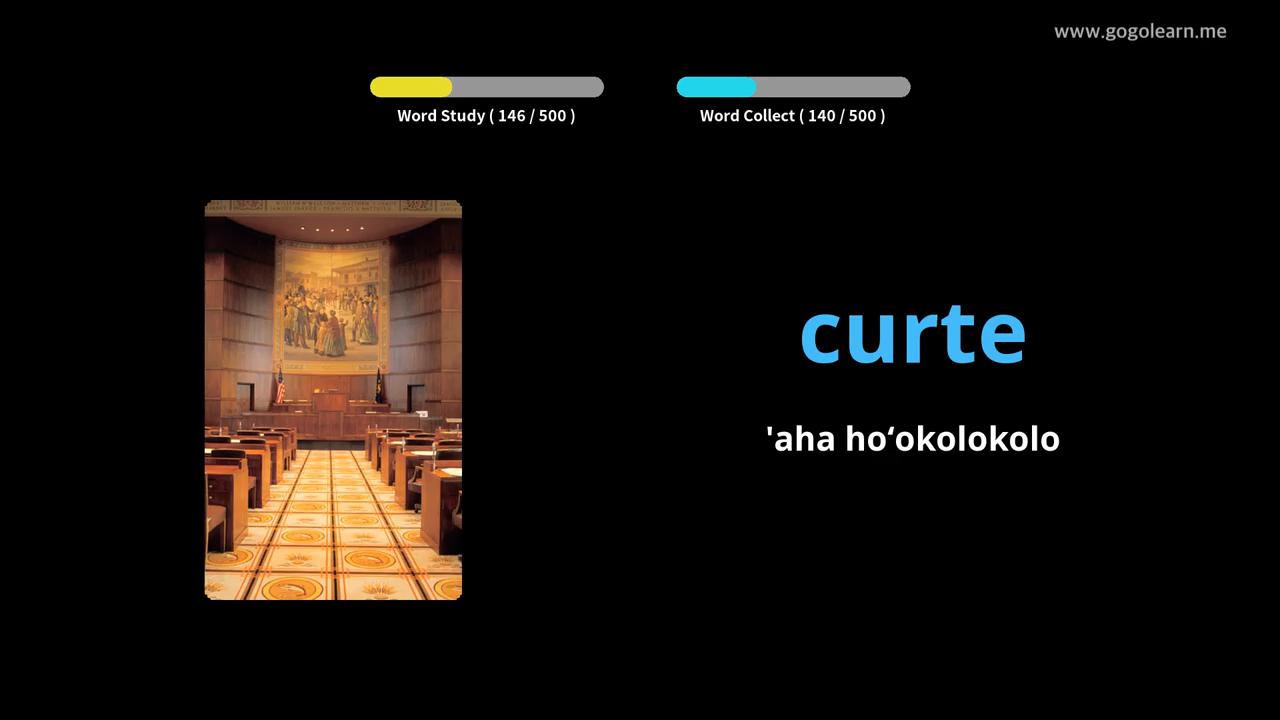 www.gogolearn.me
Word Study ( 146 / 500 )
Word Collect ( 140 / 500 )
curte
'aha ho‘okolokolo